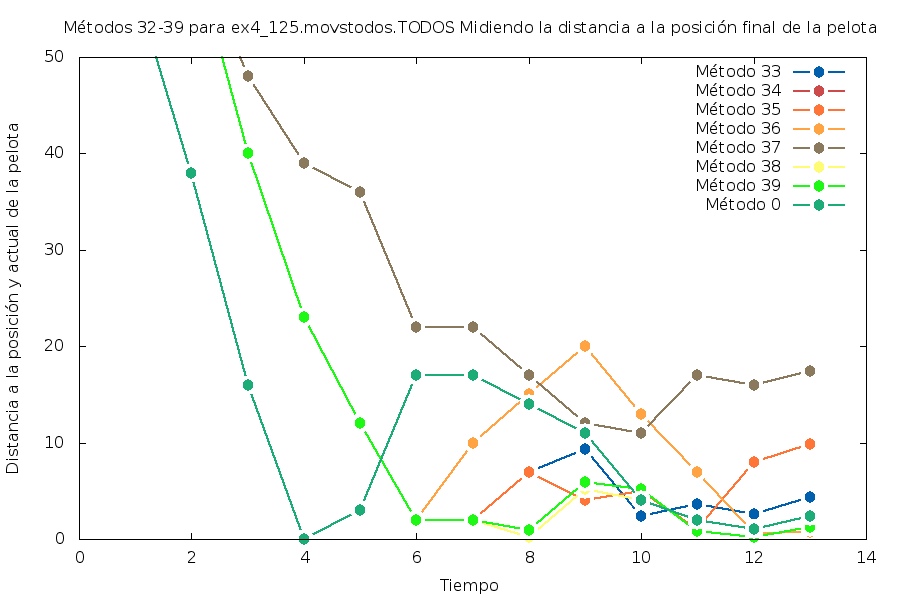 Métodos 32-39 para ex4_125.movstodos.TODOS Midiendo la distancia a la posición final de la pelota
50
40
30
20
10
0
Distancia a la posición y actual de la pelota
Método 33
Método 34
Método 35
Método 36
Método 37
Método 38
Método 39
Método 0
0 2 4 6 8 10 12 14
Tiempo